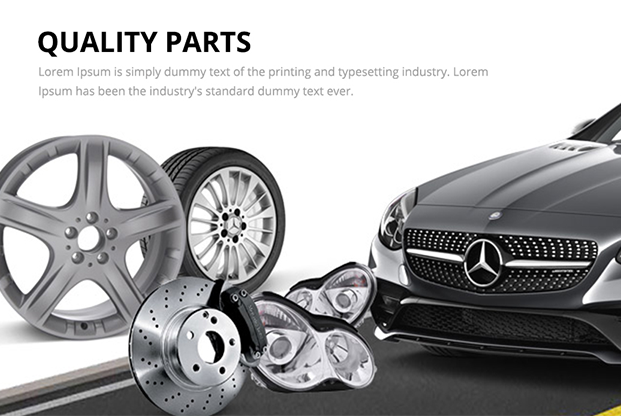 QUALITY PARTS
Lorem Ipsum is simply dummy text of the printing and typesetting industry. Lorem
Ipsum has been the industry's standard dummy text ever.